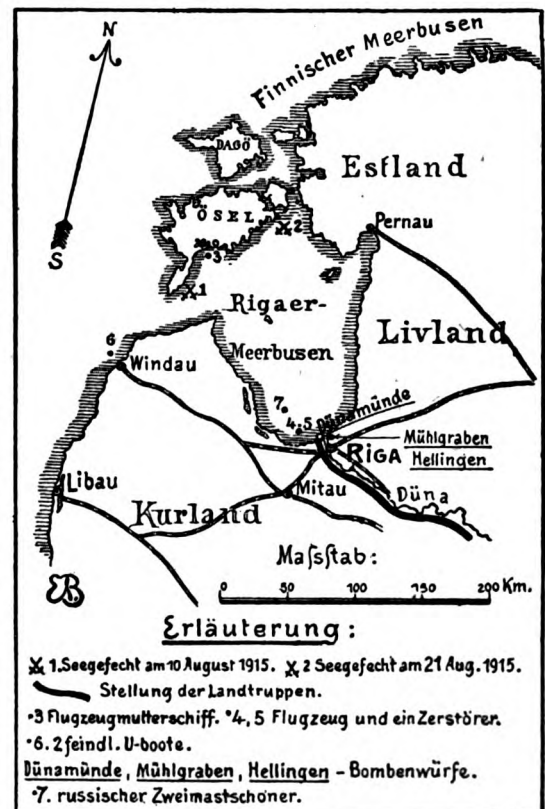 N
S
Finnischer Meerbusen
DAGÖ
Estland
ÖSEL
2
3
1
Pernau
Rigaer-
Meerbusen
Livland
6
Windau
7.
4. 5
Dünamünde
Mühlgraben
Hellingen
RIGA
Libau
Mitau
Düna
Kurland
Maſsſtab:
0 50 100 150 200 Km.
Erläuterung:
1. Seegefecht am 10 August 1915. 2 Seegefecht am 21 Aug. 1915.
Stellung der Landtruppen.
•3 Flugzeugmutterschiff. •4, 5 Flugzeug und ein Zerstörer.
•6. 2 feindl. U-boote.
Dünamünde, Mühlgraben, Hellingen - Bombenwürfe.
•7. russischer Zweimastschoner.